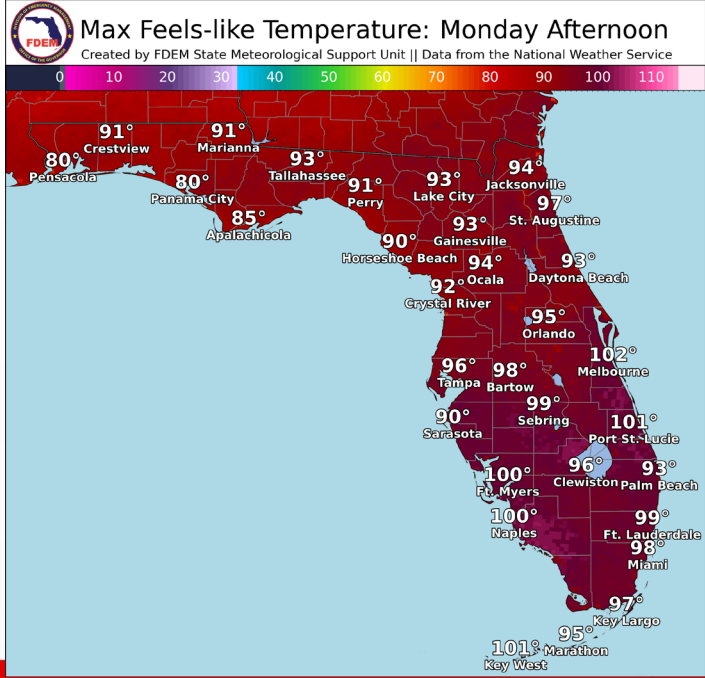 Max Feels-like Temperature: Monday Afternoon
Created by FDEM State Meteorological Support Unit || Data from the National Weather Service
FDEM
0 10 20 30 40 50 60 70 80 90 100 110
91°
Crestview
91°
Marianna
80°
Pensacola
93°
Tallahassee
80°
Panama City
91°
Perry
93°
Lake City
94°
Jacksonville
85°
Apalachicola
97°
St. Augustine
93°
Gainesville
90°
Horseshoe Beach
94°
Ocala
93°
Daytona Beach
92°
Crystal River
95°
Orlando
102°
Melbourne
96°
Tampa
98°
Bartow
99°
Sebring
90°
Sarasota
101°
Port St. Lucie
96°
Clewiston
93°
Palm Beach
100°
Ft. Myers
100°
Naples
99°
Ft. Lauderdale
98°
Miami
97°
Key Largo
95°
Marathon
101°
Key West